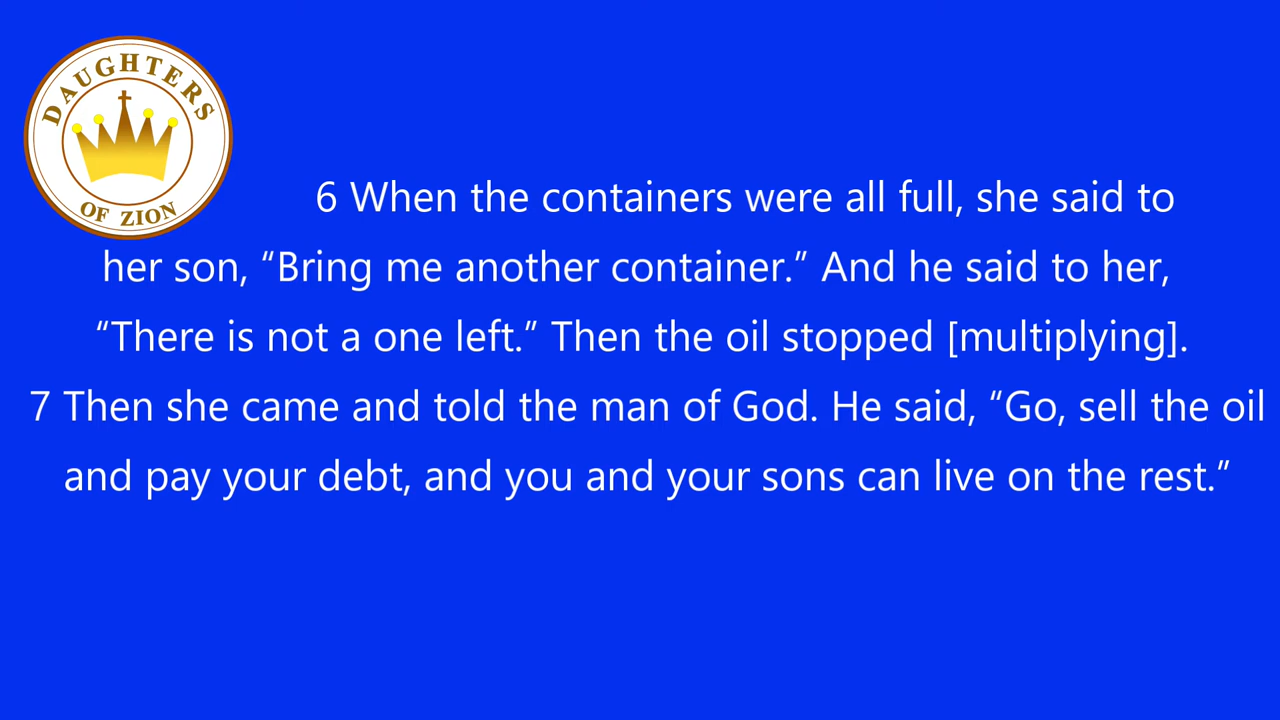 DAUGHTERS
OF ZION
6 When the containers were all full, she said to
her son, “Bring me another container.” And he said to her,
“There is not a one left.” Then the oil stopped [multiplying].
7 Then she came and told the man of God. He said, “Go, sell the oil
and pay your debt, and you and your sons can live on the rest.”